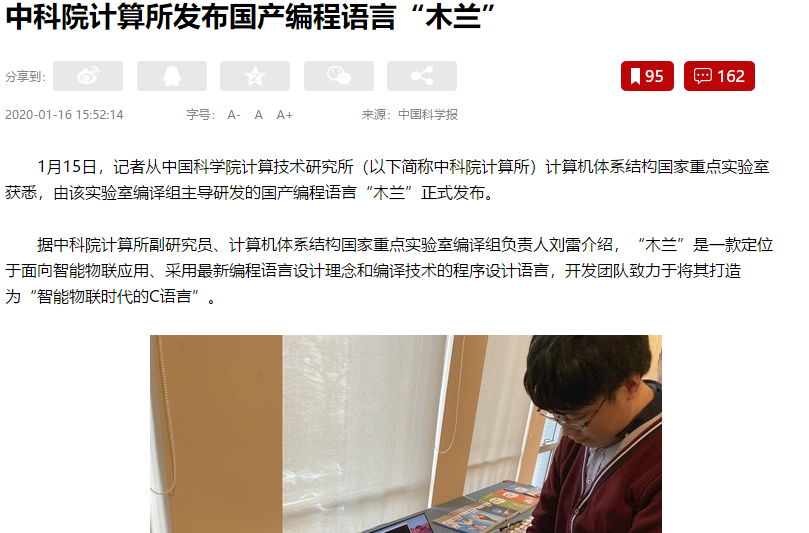 中科院计算所发布国产编程语言“木兰”
分享到：
95
162
2020-01-16 15:52:14 字号： A- A A+ 来源：中国科学报
1月15日，记者从中国科学院计算技术研究所（以下简称中科院计算所）计算机体系结构国家重点实验室
获悉，由该实验室编译组主导研发的国产编程语言“木兰”正式发布。
据中科院计算所副研究员、计算机体系结构国家重点实验室编译组负责人刘雷介绍，“木兰”是一款定位
于面向智能物联应用、采用最新编程语言设计理念和编译技术的程序设计语言，开发团队致力于将其打造
为“智能物联时代的C语言”。